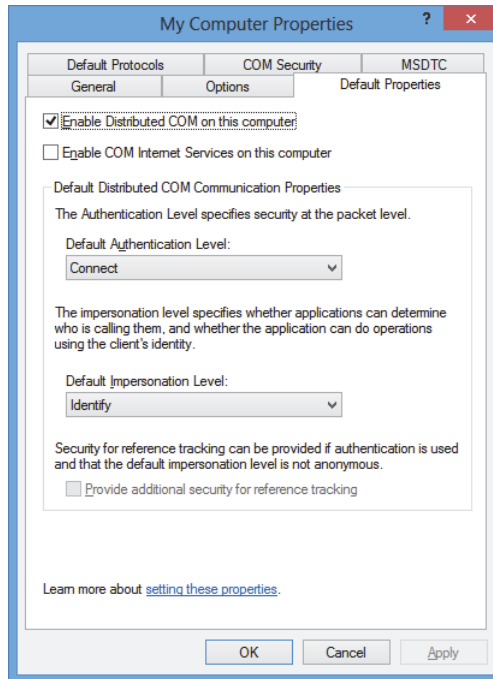 My Computer Properties
?
x
Default Protocols
COM Security
MSDTC
General
Options
Default Properties
Enable Distributed COM on this computer
Enable COM Internet Services on this computer
Default Distributed COM Communication Properties
The Authentication Level specifies security at the packet level.
Default Authentication Level:
Connect
The impersonation level specifies whether applications can determine
who is calling them, and whether the application can do operations
using the client's identity.
Default Impersonation Level:
Identify
Security for reference tracking can be provided if authentication is used
and that the default impersonation level is not anonymous.
Provide additional security for reference tracking
Learn more about setting these properties.
OK
Cancel
Apply